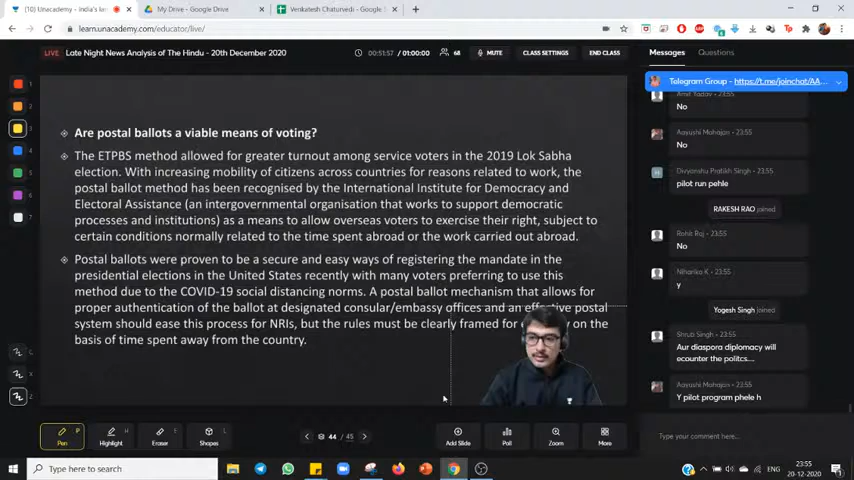 (10) Unacademy - India's la
My Drive - Google Drive
Venkatesh Chaturvedi - Google S
unacademy.com/educator/live/
LIVE
Late Night News Analysis of The Hindu - 20th December 2020
00:51:57 / 01:00:00
68
MUTE
CLASS SETTINGS
END CLASS
Are postal ballots a viable means of voting?
The ETPBS method allowed for greater turnout among service voters in the 2019 Lok Sabha
election. With increasing mobility of citizens across countries for reasons related to work, the
postal ballot method has been recognised by the International Institute for Democracy and
Electoral Assistance (an intergovernmental organisation that works to support democratic
processes and institutions) as a means to allow overseas voters to exercise their right, subject to
certain conditions normally related to the time spent abroad or the work carried out abroad.
Postal ballots were proven to be a secure and easy ways of registering the mandate in the
presidential elections in the United States recently with many voters preferring to use this
method due to the COVID-19 social distancing norms. A postal ballot mechanism that allows for
proper authentication of the ballot at designated consular/embassy offices and an effective postal
system should ease this process for NRIs, but the rules must be clearly framed for on the
basis of time spent away from the country.
1
2
3
4
5
6
7
Pen
P
Highlight
H
Eraser
Shapes
44 / 45
Add Slide
Poll
Zoom
More
Messages
Questions
Telegram Group - https://t.me/joinchat/AA...
Amit Yadav · 23:55
No
Aayushi Mahajan · 23:55
No
Divyanshu Pratikh Singh · 23:55
pilot run pehle
RAKESH RAO joined
Rohit Roj · 23:55
No
Niharika K · 23:55
y
Yogesh Singh joined
Shrub Singh · 23:55
Aur diaspora diplomacy will
ecounter the politcs....
Aayushi Mahajan · 23:55
Y pilot program phele h
Type your comment here...
Type here to search
ENG
23:55
20-12-2020